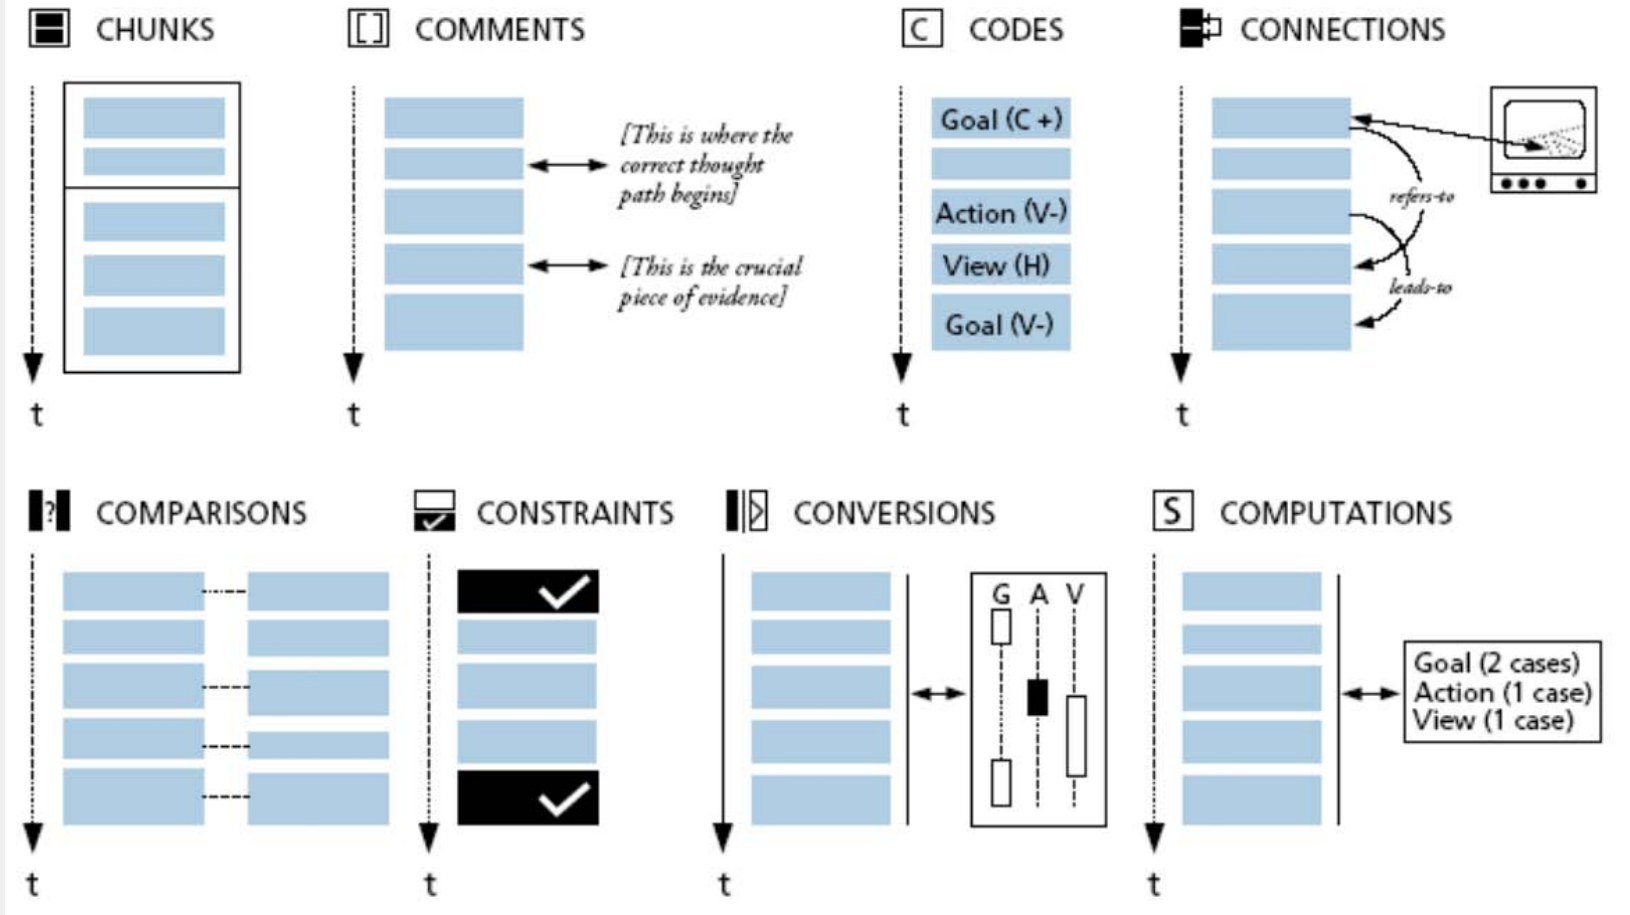 CHUNKS
[] COMMENTS
C CODES
CONNECTIONS
[This is where the
correct thought
path begins]
[This is the crucial
piece of evidence]
t
t
Goal (C +)
Action (V-)
View (H)
Goal (V-)
t
refers-to
leads-to
t
? COMPARISONS
CONSTRAINTS
CONVERSIONS
S COMPUTATIONS
t
t
G A V
t
Goal (2 cases)
Action (1 case)
View (1 case)
t